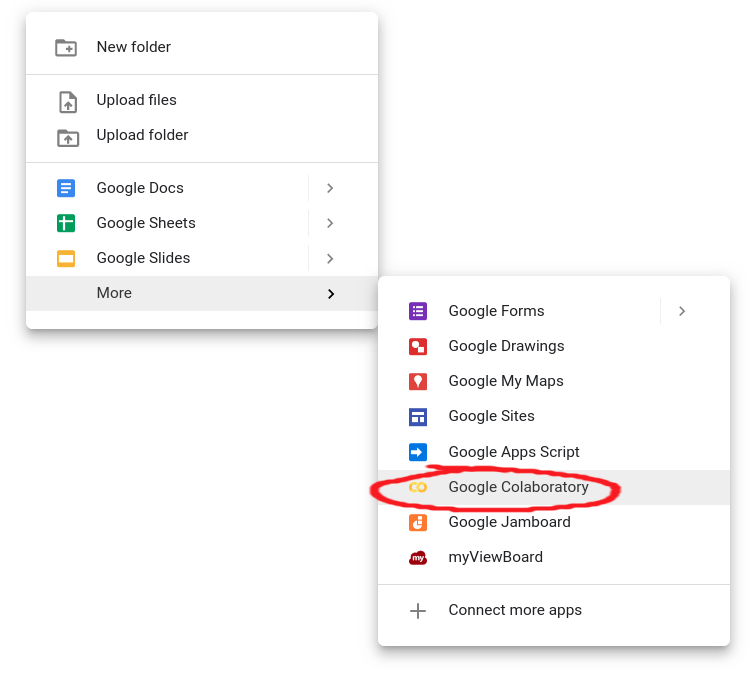 New folder
Upload files
Upload folder
Google Docs
Google Sheets
Google Slides
More
Google Forms
Google Drawings
Google My Maps
Google Sites
Google Apps Script
Google Colaboratory
Google Jamboard
my myViewBoard
Connect more apps